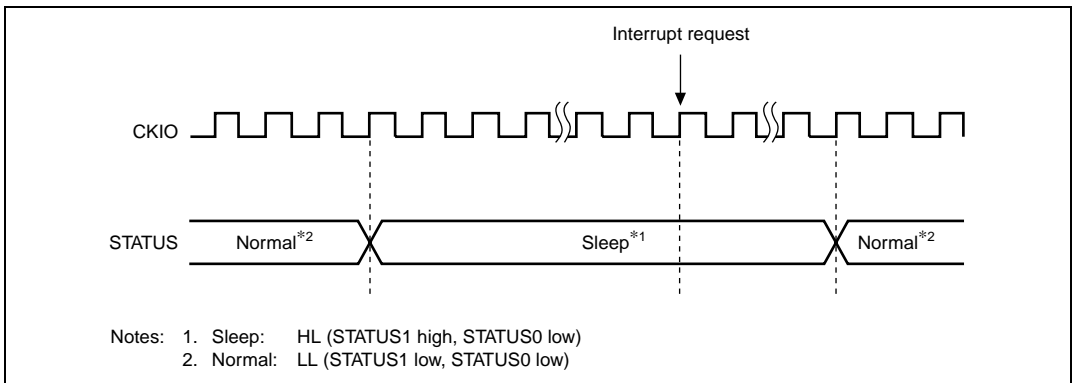 Interrupt request
CKIO
STATUS Normal*2 Sleep*1 Normal*2
Notes: 1. Sleep: HL (STATUS1 high, STATUS0 low)
2. Normal: LL (STATUS1 low, STATUS0 low)